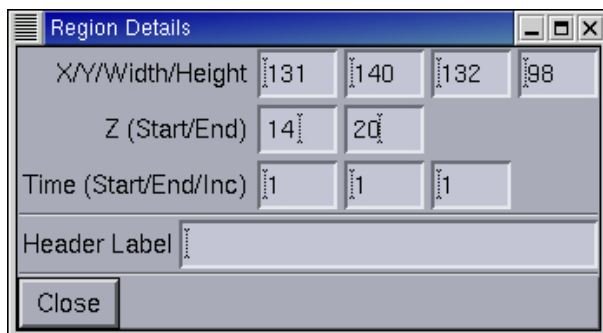 Region Details
X/Y/Width/Height 131 140 132 98
Z (Start/End) 14 20
Time (Start/End/Inc) 1 1 1
Header Label
Close